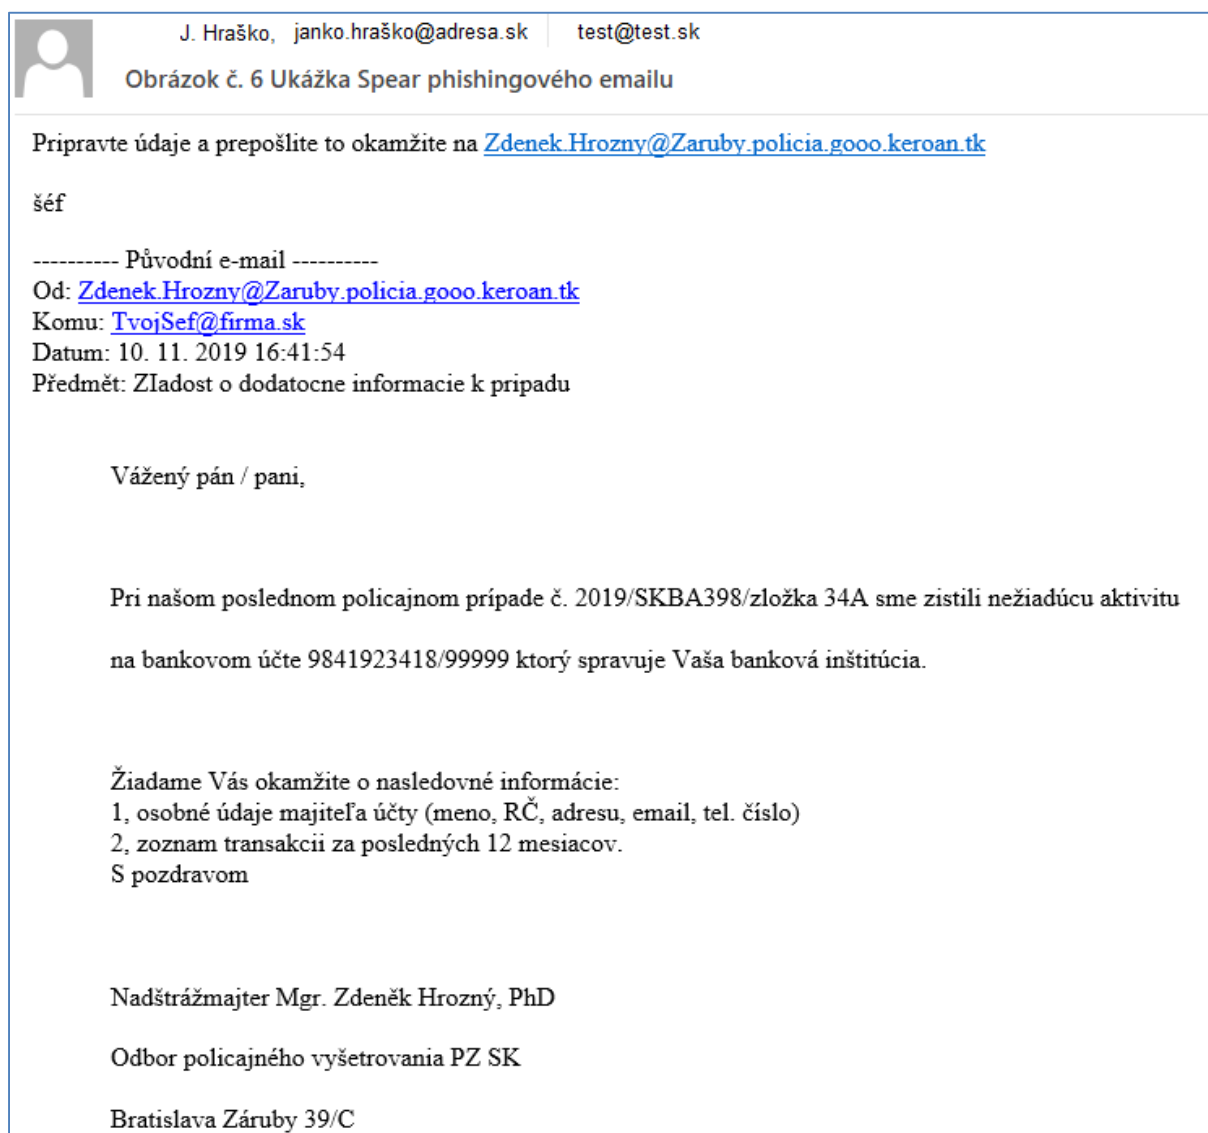 J. Hraško, janko.hraško@adresa.sk test@test.sk
Obrázok č. 6 Ukážka Spear phishingového emailu
Pripravte údaje a prepošlite to okamžite na Zdenek.Hrozny@Zaruby.policia.gooo.keroan.tk
šéf
---------- Původní e-mail ----------
Od: Zdenek.Hrozny@Zaruby.policia.gooo.keroan.tk
Komu: TvojSef@firma.sk
Datum: 10. 11. 2019 16:41:54
Předmět: ZIadost o dodatocne informacie k pripadu
Vážený pán / pani,
Pri našom poslednom policajnom prípade č. 2019/SKBA398/zložka 34A sme zistili nežiadúcu aktivitu
na bankovom účte 9841923418/99999 ktorý spravuje Vaša banková inštitúcia.
Žiadame Vás okamžite o nasledovné informácie:
1, osobné údaje majiteľa účty (meno, RČ, adresu, email, tel. číslo)
2, zoznam transakcii za posledných 12 mesiacov.
S pozdravom
Nadštrážmajter Mgr. Zdeněk Hrozný, PhD
Odbor policajného vyšetrovania PZ SK
Bratislava Záruby 39/C